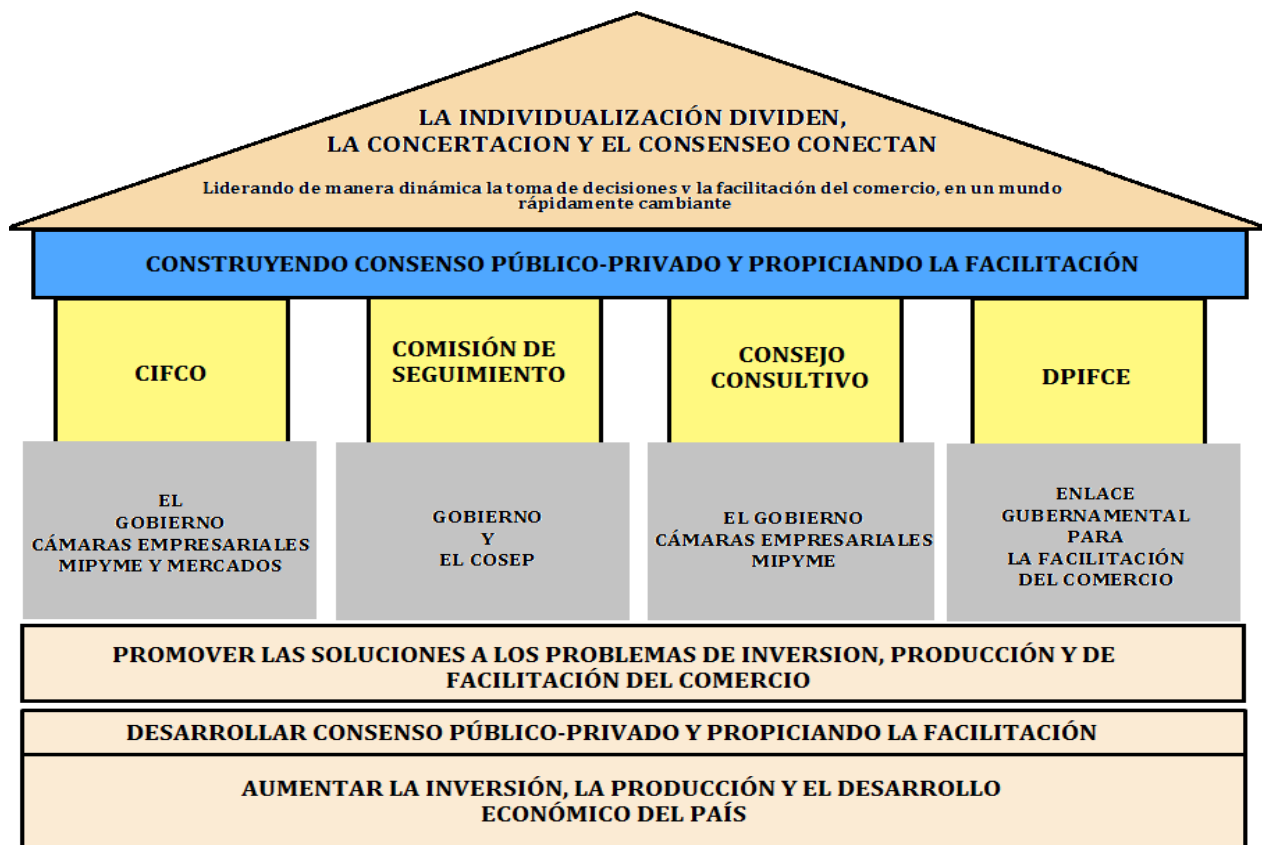 LA INDIVIDUALIZACIÓN DIVIDEN,
LA CONCERTACION Y EL CONSENSEO CONECTAN
Liderando de manera dinámica la toma de decisiones y la facilitación del comercio, en un mundo
rápidamente cambiante
CONSTRUYENDO CONSENSO PÚBLICO-PRIVADO Y PROPICIANDO LA FACILITACIÓN
CIFCO
COMISIÓN DE
SEGUIMIENTO
CONSEJO
CONSULTIVO
DPIFCE
EL
GOBIERNO
CÁMARAS EMPRESARIALES
MIPYME Y MERCADOS
GOBIERNO
Y
EL COSEP
EL GOBIERNO
CÁMARAS EMPRESARIALES
MIPYME
ENLACE
GUBERNAMENTAL
PARA
LA FACILITACIÓN
DEL COMERCIO
PROMOVER LAS SOLUCIONES A LOS PROBLEMAS DE INVERSION, PRODUCCIÓN Y DE
FACILITACIÓN DEL COMERCIO
DESARROLLAR CONSENSO PÚBLICO-PRIVADO Y PROPICIANDO LA FACILITACIÓN
AUMENTAR LA INVERSIÓN, LA PRODUCCIÓN Y EL DESARROLLO
ECONÓMICO DEL PAÍS